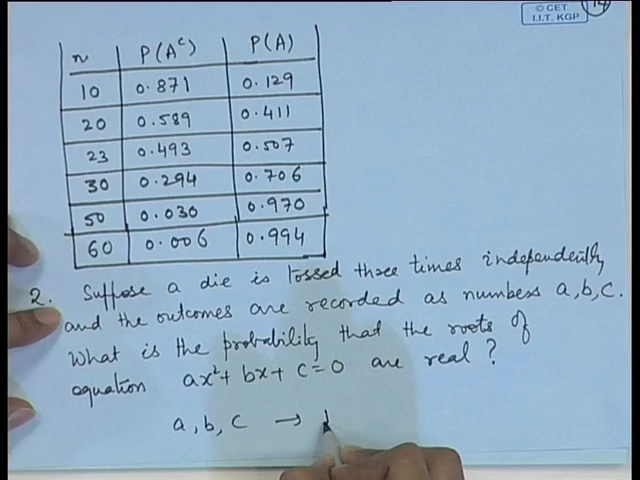 © CET
I.I.T. KGP
n P(Aᶜ) P(A)
10 0.871 0.129
20 0.589 0.411
23 0.493 0.507
30 0.294 0.706
50 0.030 0.970
60 0.006 0.994
2. Suppose a die is tossed three times independently
and the outcomes are recorded as numbers a, b, c.
What is the probability that the roots of
equation ax² + bx + c = 0 are real ?
a, b, c →